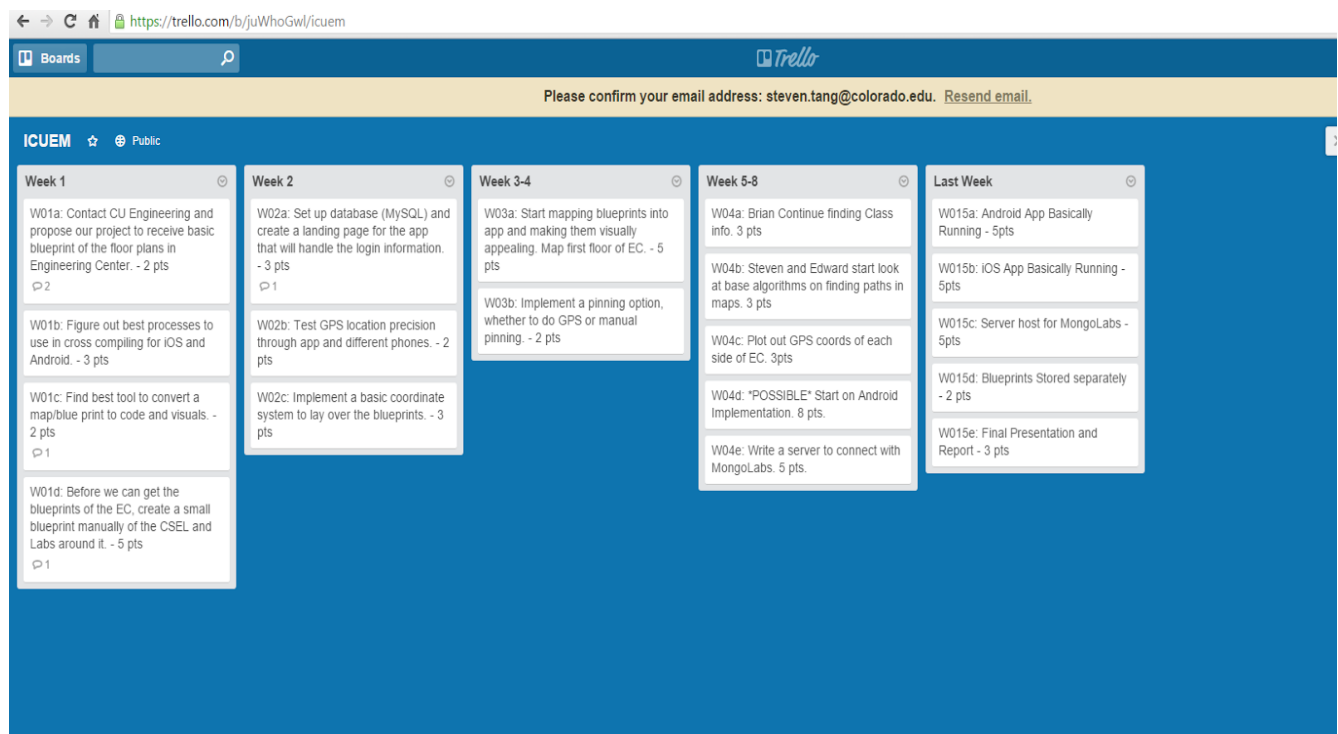 https://trello.com/b/juWhoGwl/icuem
Boards
Trello
Please confirm your email address: steven.tang@colorado.edu. Resend email.
ICUEM
Public
Week 1
W01a: Contact CU Engineering and
propose our project to receive basic
blueprint of the floor plans in
Engineering Center. - 2 pts
2
W01b: Figure out best processes to
use in cross compiling for iOS and
Android. - 3 pts
W01c: Find best tool to convert a
map/blue print to code and visuals. -
2 pts
1
W01d: Before we can get the
blueprints of the EC, create a small
blueprint manually of the CSEL and
Labs around it. - 5 pts
1
Week 2
W02a: Set up database (MySQL) and
create a landing page for the app
that will handle the login information.
- 3 pts
1
W02b: Test GPS location precision
through app and different phones. - 2
pts
W02c: Implement a basic coordinate
system to lay over the blueprints. - 3
pts
Week 3-4
W03a: Start mapping blueprints into
app and making them visually
appealing. Map first floor of EC. - 5
pts
W03b: Implement a pinning option,
whether to do GPS or manual
pinning. - 2 pts
Week 5-8
W04a: Brian Continue finding Class
info. 3 pts
W04b: Steven and Edward start look
at base algorithms on finding paths in
maps. 3 pts
W04c: Plot out GPS coords of each
side of EC. 3pts
W04d: *POSSIBLE* Start on Android
Implementation. 8 pts.
W04e: Write a server to connect with
MongoLabs. 5 pts.
Last Week
W015a: Android App Basically
Running - 5pts
W015b: iOS App Basically Running -
5pts
W015c: Server host for MongoLabs -
5pts
W015d: Blueprints Stored separately
- 2 pts
W015e: Final Presentation and
Report - 3 pts